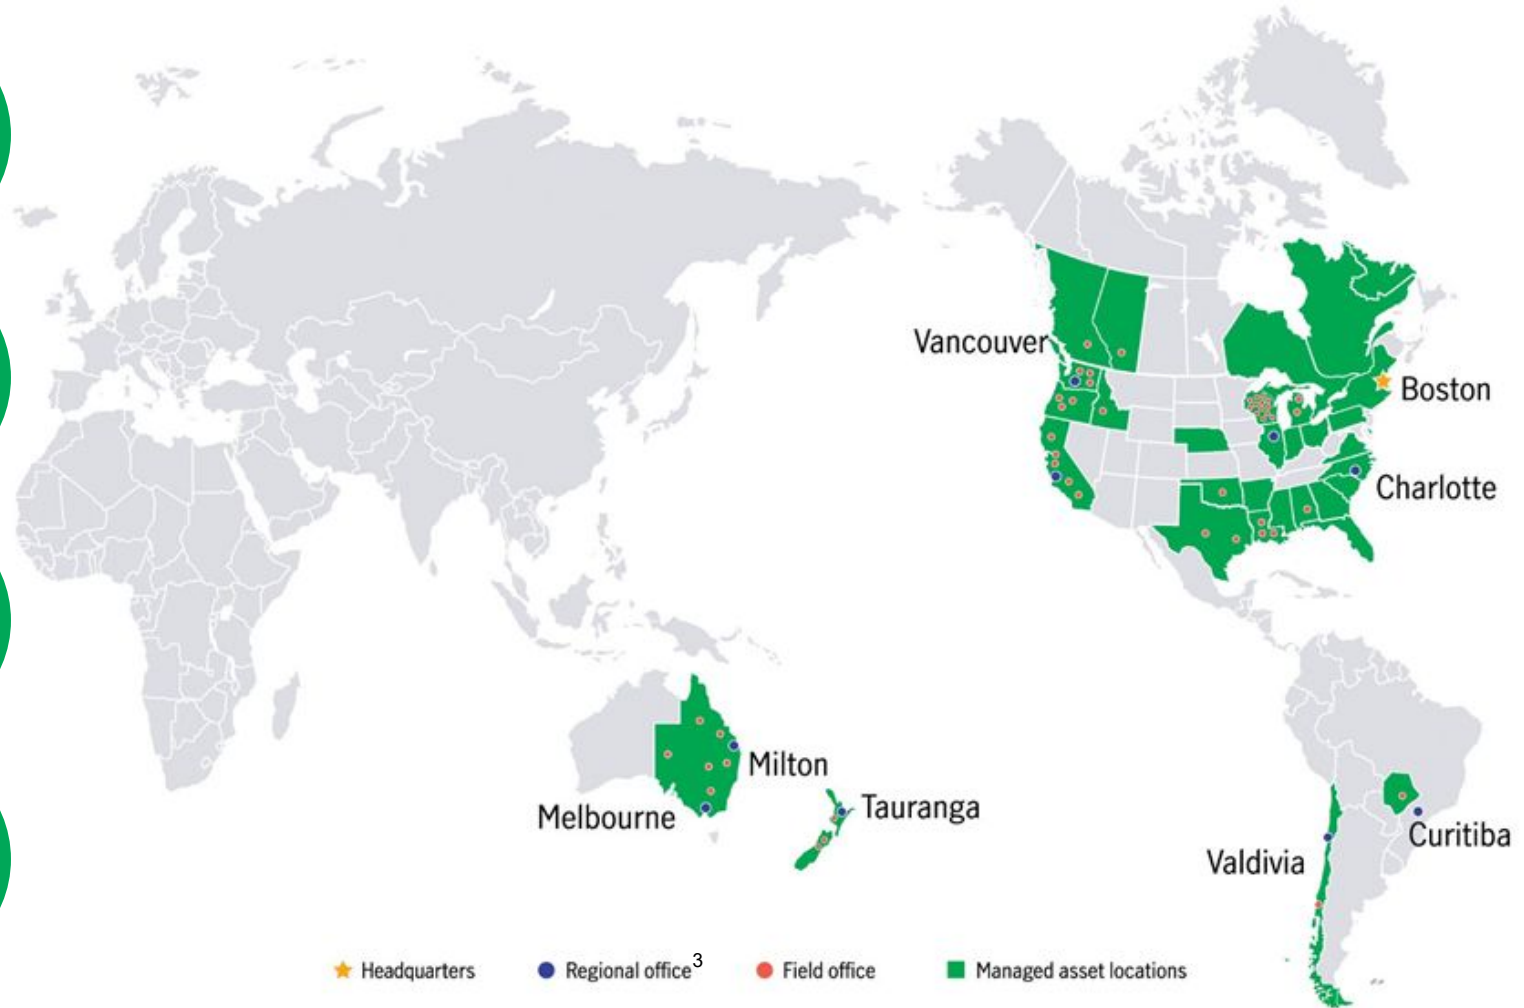 Vancouver
Boston
Charlotte
Milton
Melbourne
Tauranga
Curitiba
Valdivia
Headquarters
Regional office3
Field office
Managed asset locations